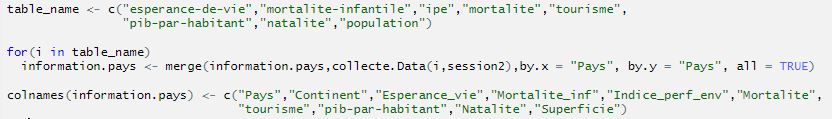 table_name <- c("esperance-de-vie","mortalite-infantile","ipe","mortalite","tourisme",
"pib-par-habitant","natalite","population")
for(i in table_name)
information.pays <- merge(information.pays,collecte.Data(i,session2),by.x = "Pays", by.y = "Pays", all = TRUE)
colnames(information.pays) <- c("Pays","Continent","Esperance_vie","Mortalite_inf","Indice_perf_env","Mortalite",
"tourisme","pib-par-habitant","Natalite","Superficie")